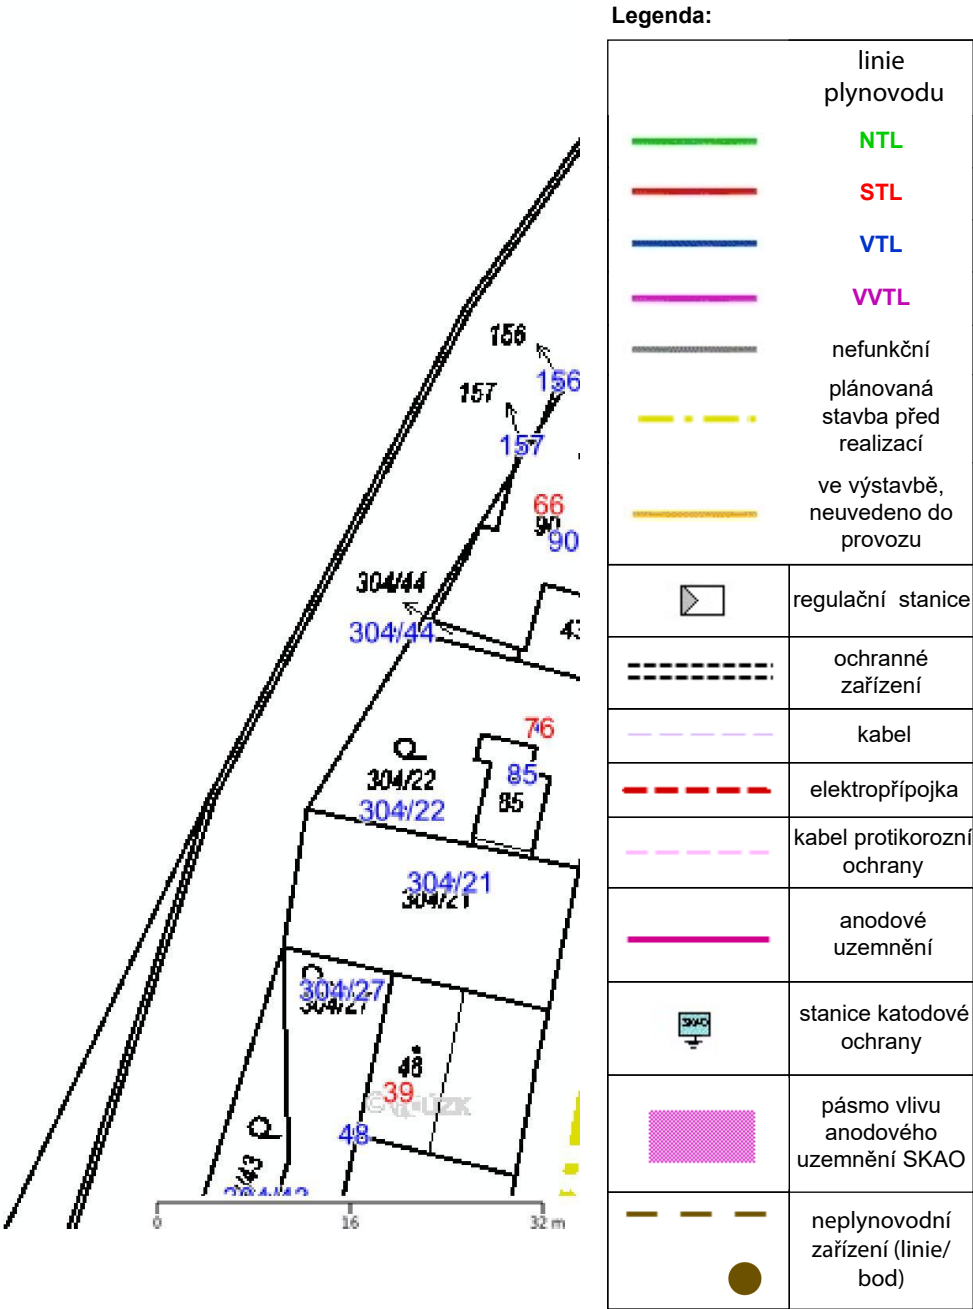 Legenda:
linie
plynovodu
NTL
STL
VTL
VVTL
nefunkční
plánovaná
stavba před
realizací
ve výstavbě,
neuvedeno do
provozu
regulační stanice
ochranné
zařízení
kabel
elektropřípojka
kabel protikorozní
ochrany
anodové
uzemnění
SKAO
stanice katodové
ochrany
pásmo vlivu
anodového
uzemnění SKAO
neplynovodní
zařízení (linie/
bod)
156
156
157
157
66
90
90
304/44
304/44
43
76
304/22
85
304/22
85
304/21
304/21
304/27
304/27
48
39
48
/43
0
16
32 m